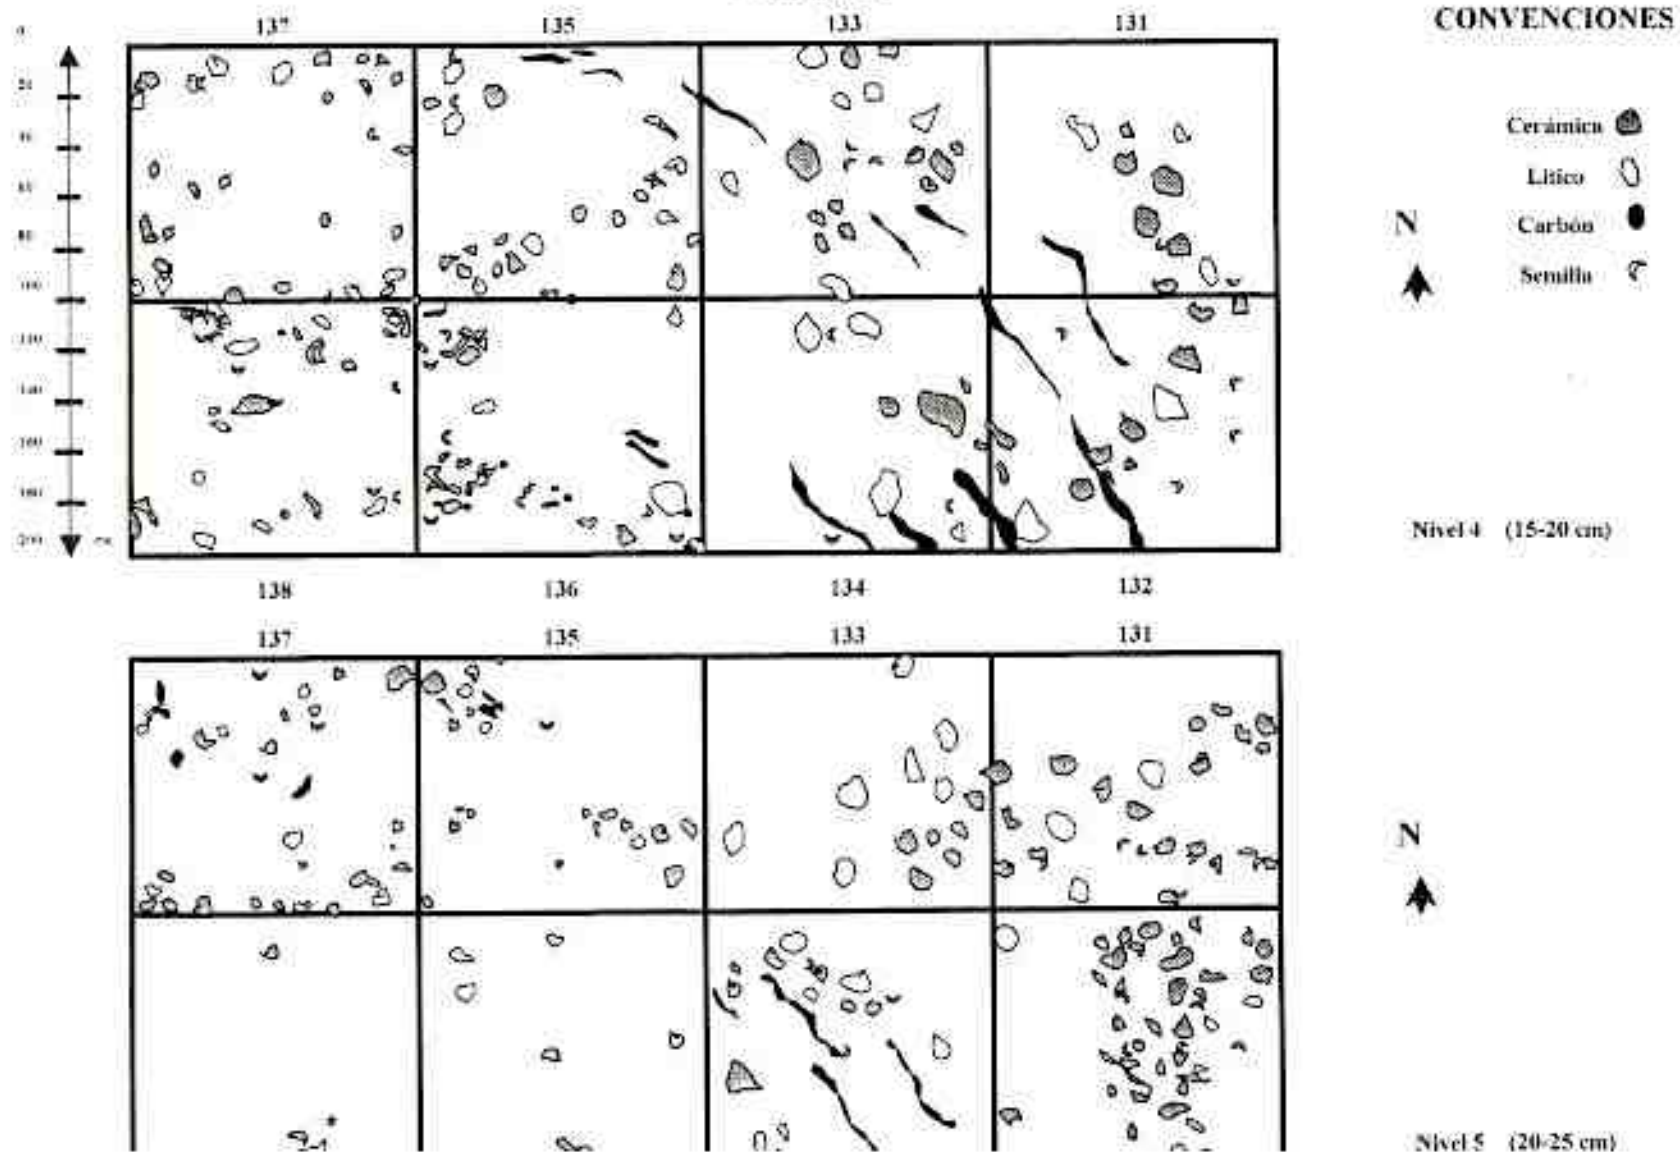 137 135 133 131
CONVENCIONES
Cerámica
Lítico
Carbón
Semilla
N
Nivel 4 (15-20 cm)
138 136 134 132
137 135 133 131
N
Nivel 5 (20-25 cm)